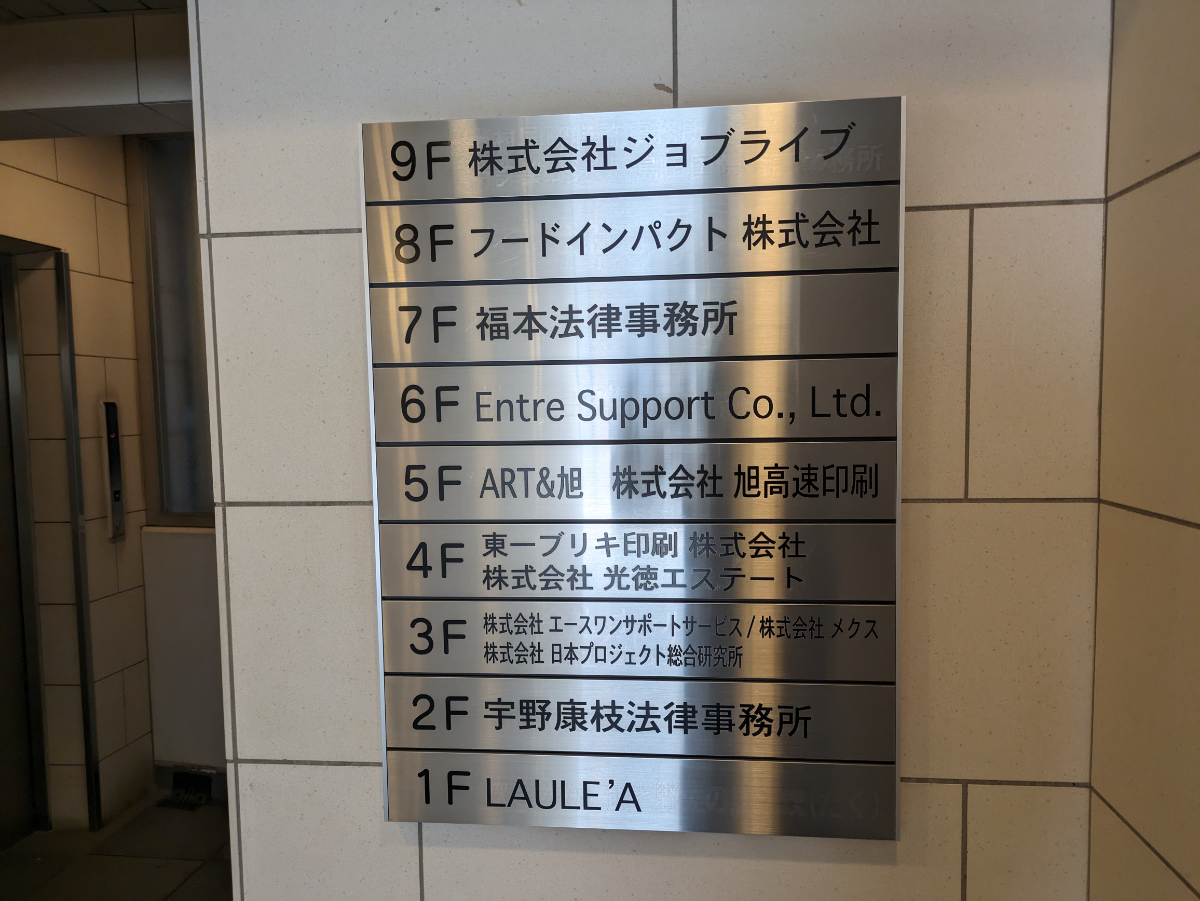 9F 株式会社ジョブライブ
8F フードインパクト 株式会社
7F 福本法律事務所
6F Entre Support Co., Ltd.
5F ART&旭 株式会社 旭高速印刷
4F 東一ブリキ印刷 株式会社
株式会社 光徳エステート
3F 株式会社 エースワンサポートサービス / 株式会社 メクス
株式会社 日本プロジェクト総合研究所
2F 宇野康枝法律事務所
1F LAULE'A